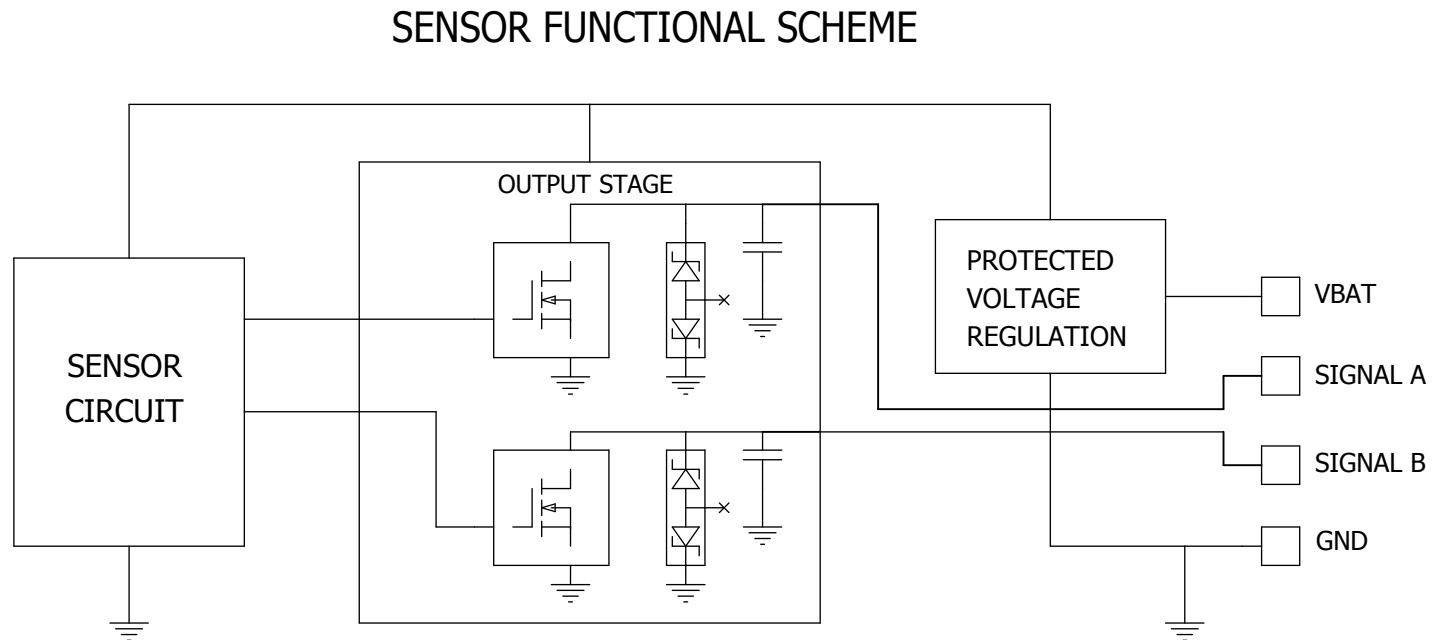 SENSOR FUNCTIONAL SCHEME
OUTPUT STAGE
SENSOR
CIRCUIT
PROTECTED
VOLTAGE
REGULATION
VBAT
SIGNAL A
SIGNAL B
GND